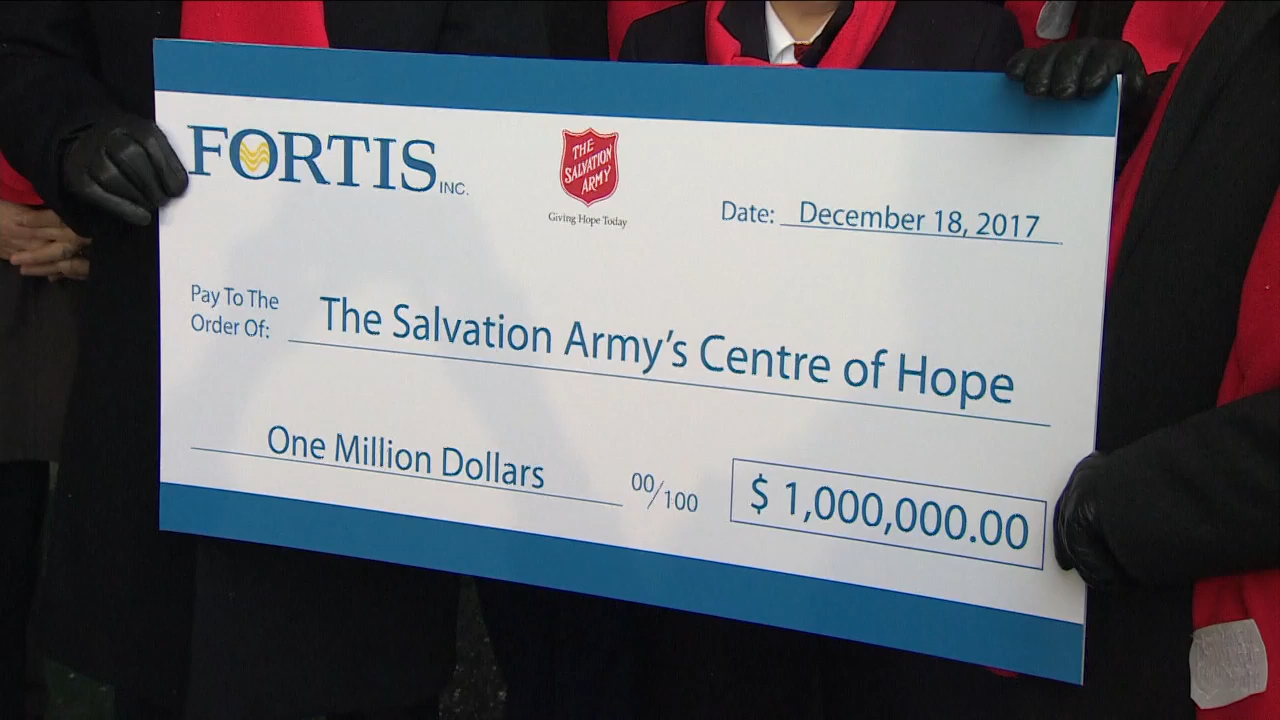 FORTIS INC.
THE
SALVATION
ARMY
Giving Hope Today
Date: December 18, 2017
Pay To The
Order Of: The Salvation Army's Centre of Hope
One Million Dollars 00/100 $ 1,000,000.00